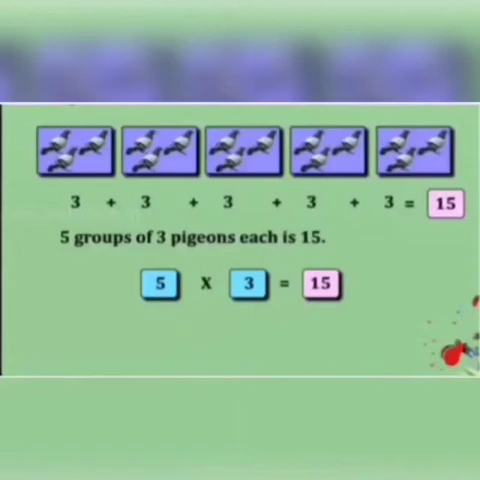 3 + 3 + 3 + 3 + 3 = 15
5 groups of 3 pigeons each is 15.
5 X 3 = 15